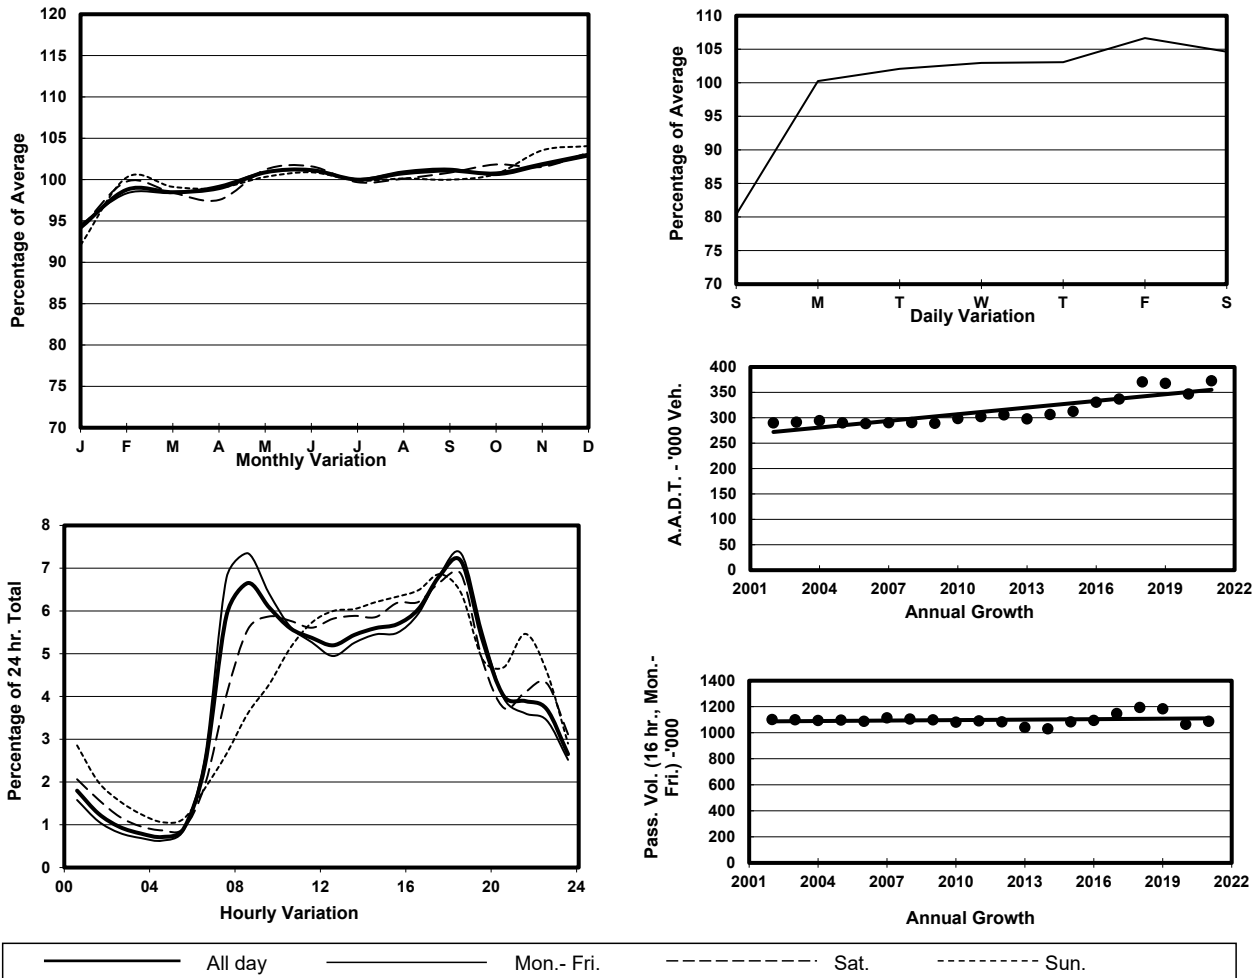 120
115
110
105
100
95
90
85
80
75
70
Percentage of Average
J F M A M J J A S O N D
Monthly Variation
110
105
100
95
90
85
80
75
70
Percentage of Average
S M T W T F S
Daily Variation
400
350
300
250
200
150
100
50
0
A.A.D.T. - '000 Veh.
2001 2004 2007 2010 2013 2016 2019 2022
Annual Growth
8
7
6
5
4
3
2
1
0
Percentage of 24 hr. Total
00 04 08 12 16 20 24
Hourly Variation
1400
1200
1000
800
600
400
200
0
Pass. Vol. (16 hr., Mon.-
Fri.) -'000
2001 2004 2007 2010 2013 2016 2019 2022
Annual Growth
All day Mon.- Fri. Sat. Sun.